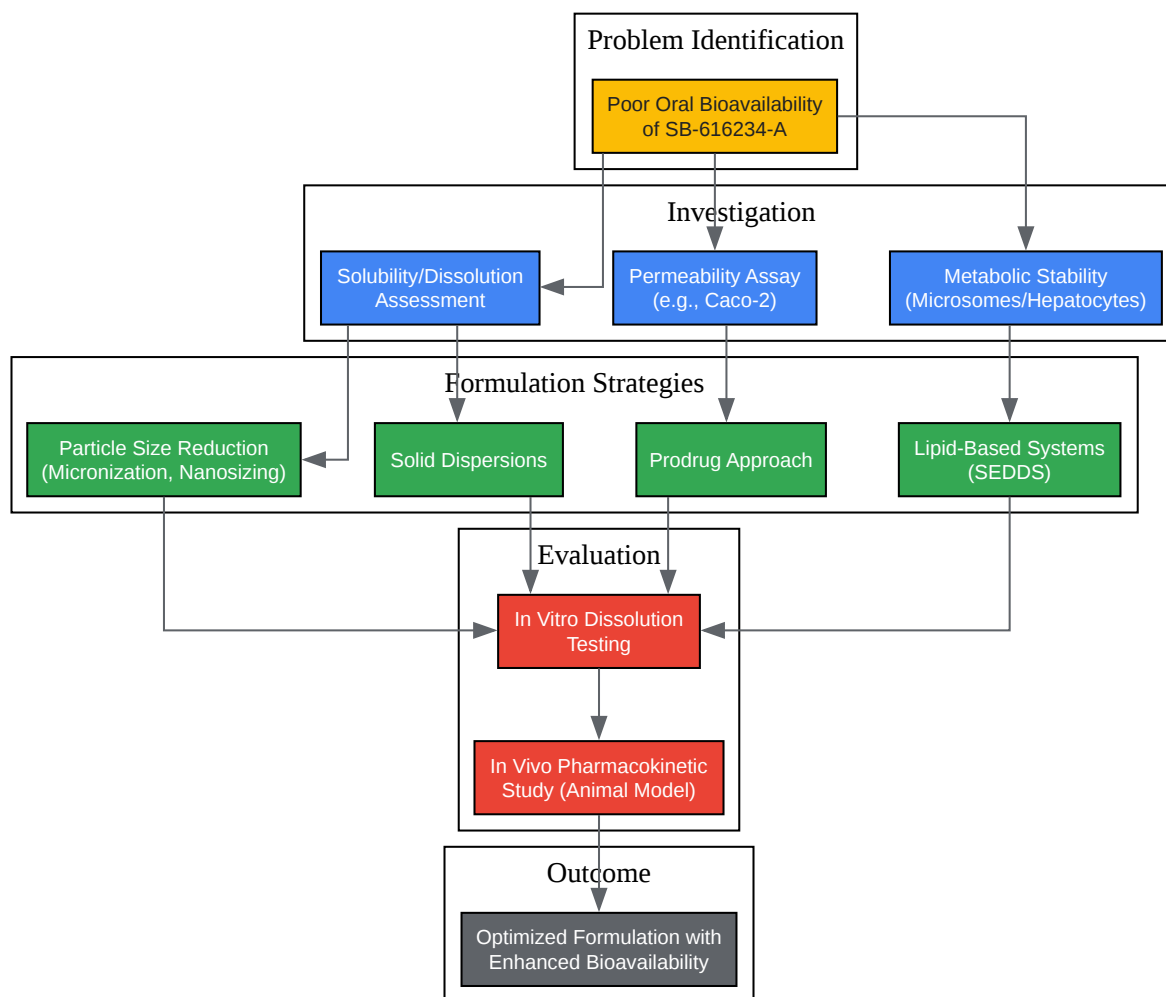 Problem Identification
Poor Oral Bioavailability
of SB-616234-A
Investigation
Solubility/Dissolution
Assessment
Permeability Assay
(e.g., Caco-2)
Metabolic Stability
(Microsomes/Hepatocytes)
Formulation Strategies
Particle Size Reduction
(Micronization, Nanosizing)
Solid Dispersions
Prodrug Approach
Lipid-Based Systems
(SEDDS)
Evaluation
In Vitro Dissolution
Testing
In Vivo Pharmacokinetic
Study (Animal Model)
Outcome
Optimized Formulation with
Enhanced Bioavailability